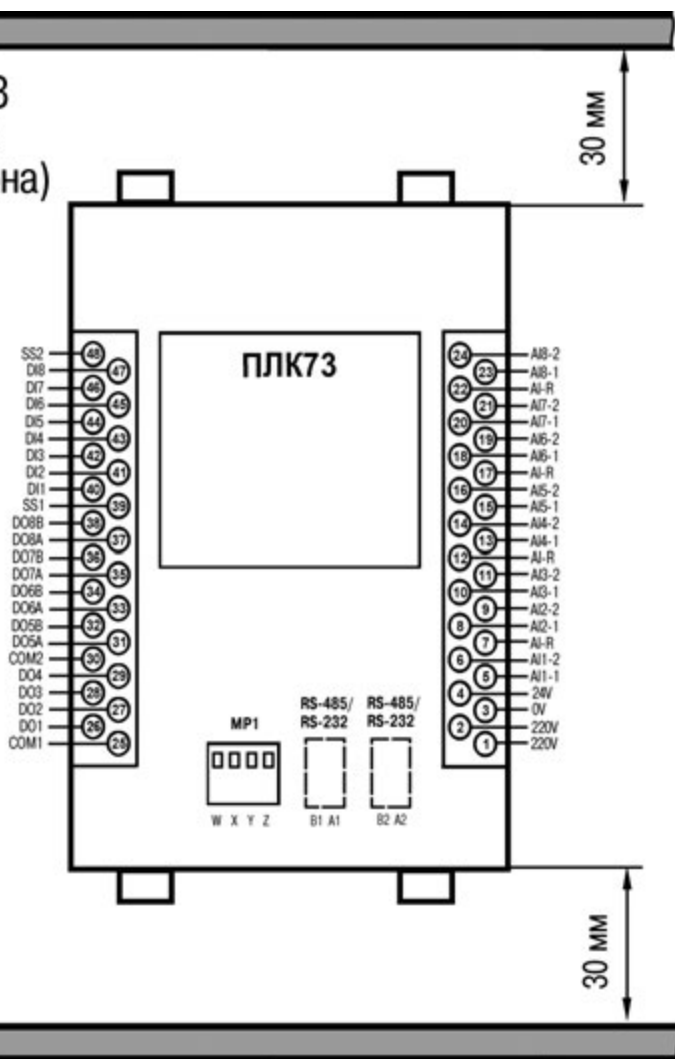 3
на)
30 мм
ПЛК73
SS2 48
DI8 47
DI7 46
DI6 45
DI5 44
DI4 43
DI3 42
DI2 41
DI1 40
SS1 39
DO8B 38
DO8A 37
DO7B 36
DO7A 35
DO6B 34
DO6A 33
DO5B 32
DO5A 31
COM2 30
DO4 29
DO3 28
DO2 27
DO1 26
COM1 25
24 AI8-2
23 AI8-1
22 AI-R
21 AI7-2
20 AI7-1
19 AI6-2
18 AI6-1
17 AI-R
16 AI5-2
15 AI5-1
14 AI4-2
13 AI4-1
12 AI-R
11 AI3-2
10 AI3-1
9 AI2-2
8 AI2-1
7 AI-R
6 AI1-2
5 AI1-1
4 24V
3 0V
2 220V
1 220V
MP1
W X Y Z
RS-485/
RS-232
B1 A1
RS-485/
RS-232
B2 A2
30 мм